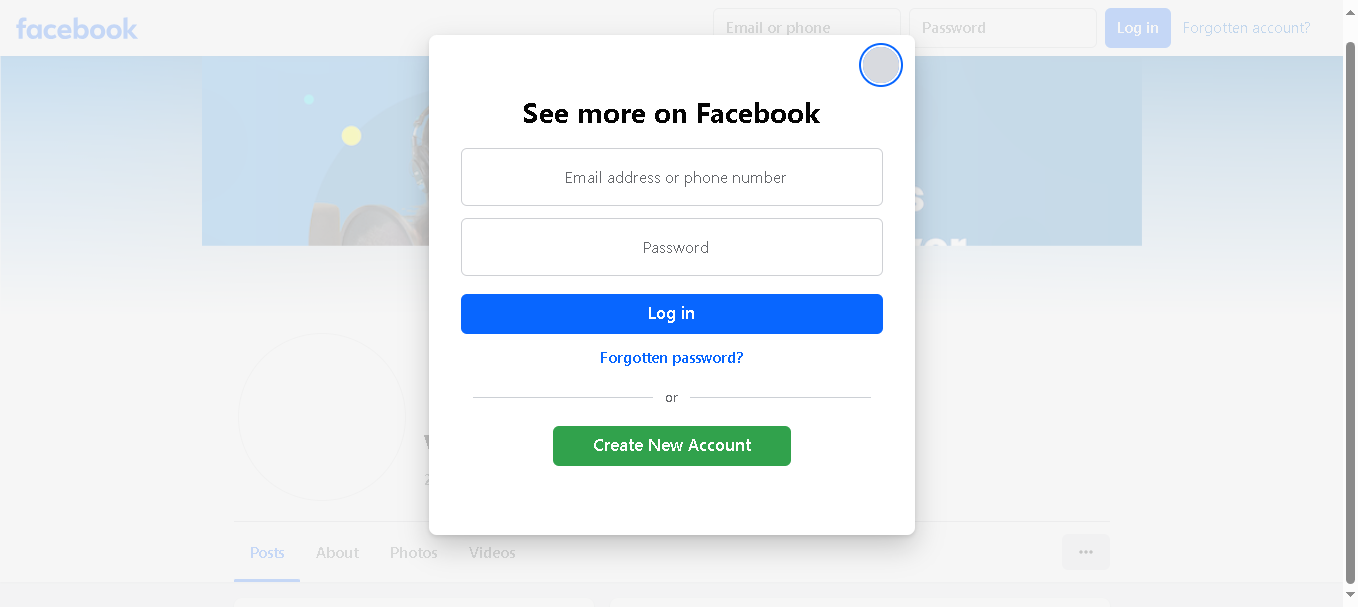 facebook
Email or phone
Password
Log in
Forgotten account?
See more on Facebook
Email address or phone number
Password
Log in
Forgotten password?
or
Create New Account
Posts
About
Photos
Videos